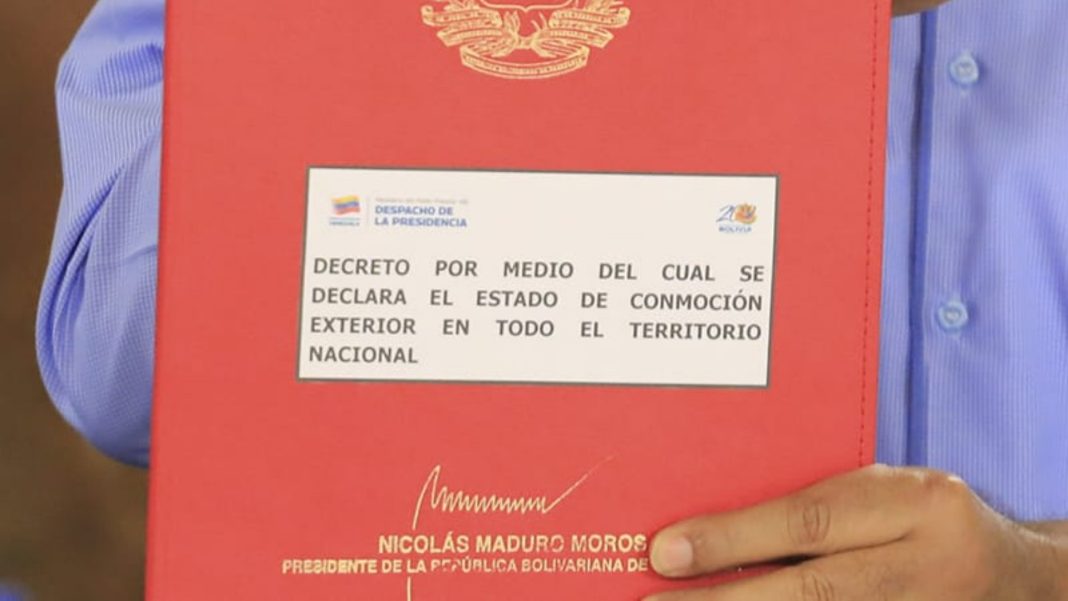 DESPACHO DE
LA PRESIDENCIA
DECRETO POR MEDIO DEL CUAL SE
DECLARA EL ESTADO DE CONMOCIÓN
EXTERIOR EN TODO EL TERRITORIO
NACIONAL
NICOLÁS MADURO MOROS
PRESIDENTE DE LA REPÚBLICA BOLIVARIANA DE